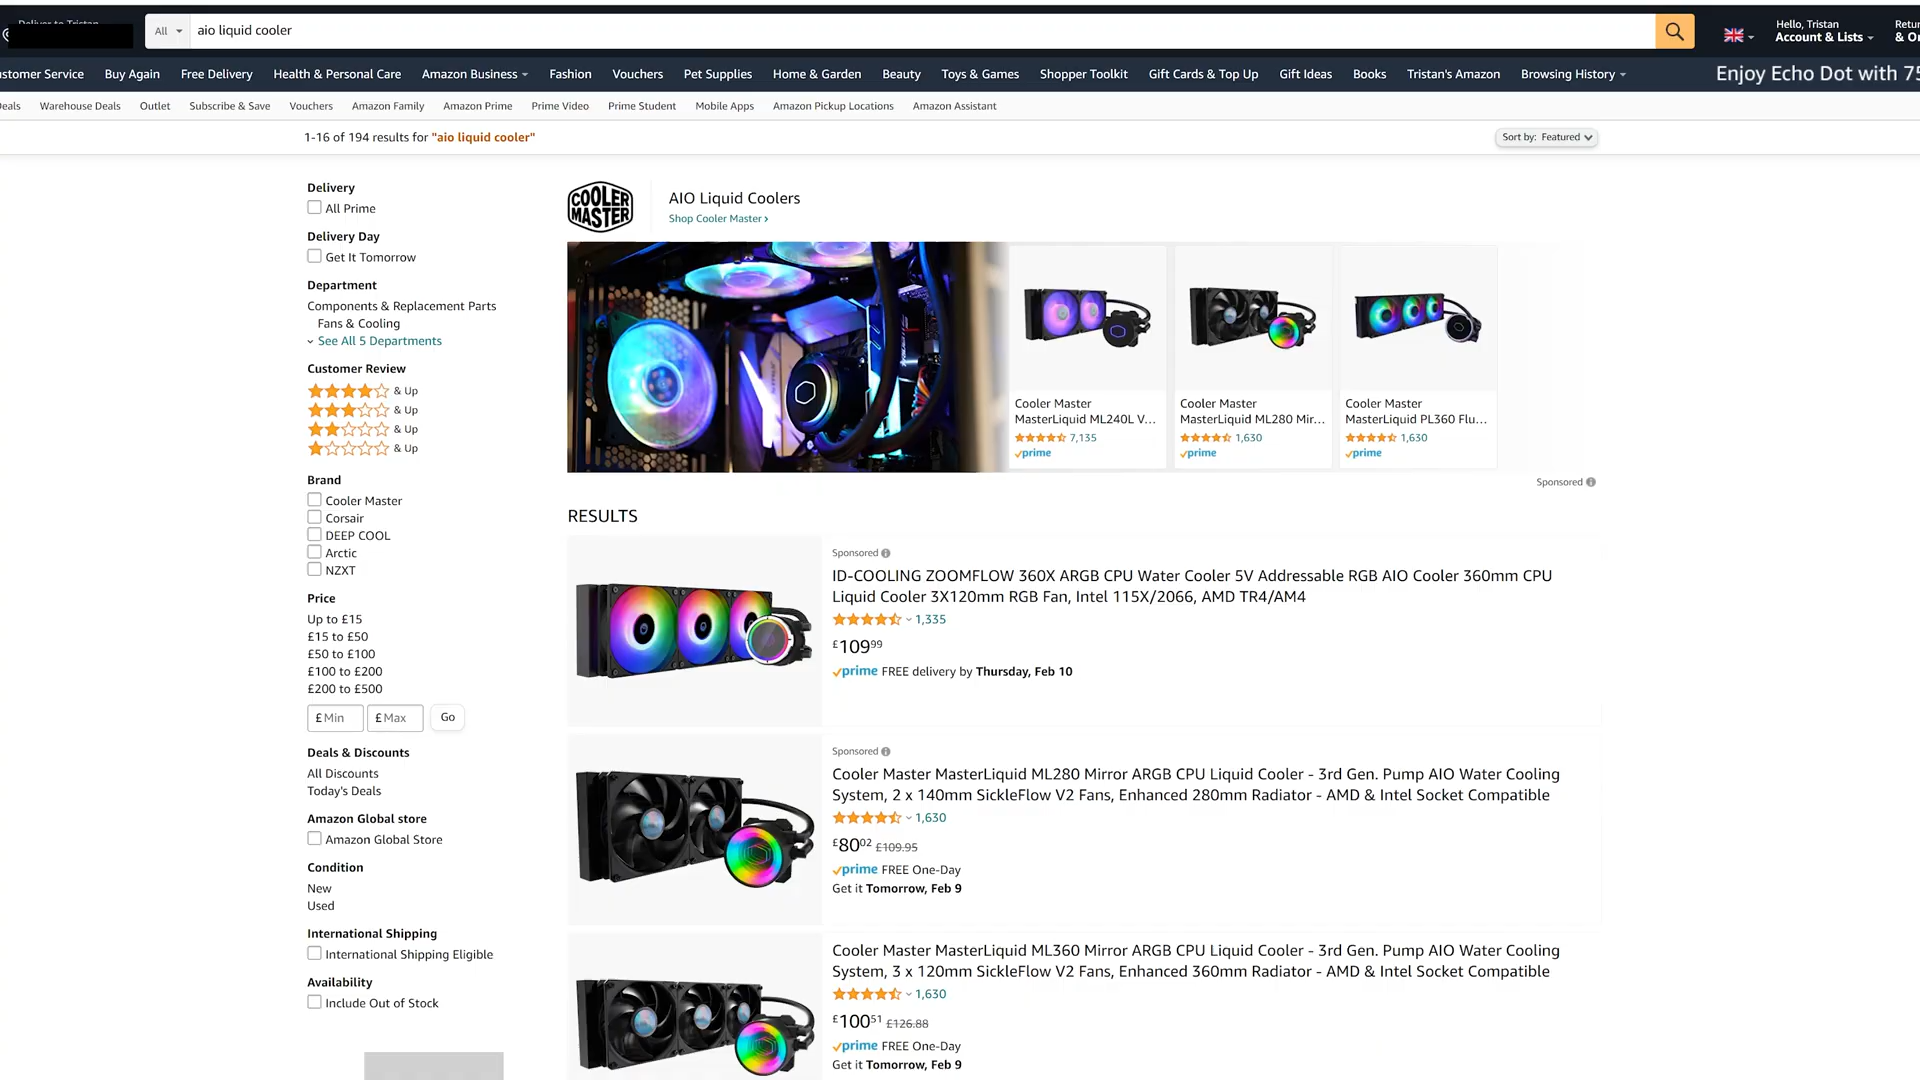 Deliver to Tristan
All
aio liquid cooler
Hello, Tristan
Account & Lists
ustomer Service
Buy Again
Free Delivery
Health & Personal Care
Amazon Business
Fashion
Vouchers
Pet Supplies
Home & Garden
Beauty
Toys & Games
Shopper Toolkit
Gift Cards & Top Up
Gift Ideas
Books
Tristan's Amazon
Browsing History
Enjoy Echo Dot with 75
eals
Warehouse Deals
Outlet
Subscribe & Save
Vouchers
Amazon Family
Amazon Prime
Prime Video
Prime Student
Mobile Apps
Amazon Pickup Locations
Amazon Assistant
1-16 of 194 results for "aio liquid cooler"
Sort by: Featured
Delivery
All Prime
Delivery Day
Get It Tomorrow
Department
Components & Replacement Parts
Fans & Cooling
See All 5 Departments
Customer Review
& Up
& Up
& Up
& Up
Brand
Cooler Master
Corsair
DEEP COOL
Arctic
NZXT
Price
Up to £15
£15 to £50
£50 to £100
£100 to £200
£200 to £500
£ Min
£ Max
Go
Deals & Discounts
All Discounts
Today's Deals
Amazon Global store
Amazon Global Store
Condition
New
Used
International Shipping
International Shipping Eligible
Availability
Include Out of Stock
COOLER
MASTER
AIO Liquid Coolers
Shop Cooler Master ›
Cooler Master
MasterLiquid ML240L V...
7,135
prime
Cooler Master
MasterLiquid ML280 Mir...
1,630
prime
Cooler Master
MasterLiquid PL360 Flu...
1,630
prime
Sponsored
RESULTS
Sponsored
ID-COOLING ZOOMFLOW 360X ARGB CPU Water Cooler 5V Addressable RGB AIO Cooler 360mm CPU
Liquid Cooler 3X120mm RGB Fan, Intel 115X/2066, AMD TR4/AM4
1,335
£10999
prime FREE delivery by Thursday, Feb 10
Sponsored
Cooler Master MasterLiquid ML280 Mirror ARGB CPU Liquid Cooler - 3rd Gen. Pump AIO Water Cooling
System, 2 x 140mm SickleFlow V2 Fans, Enhanced 280mm Radiator - AMD & Intel Socket Compatible
1,630
£8002 £109.95
prime FREE One-Day
Get it Tomorrow, Feb 9
Cooler Master MasterLiquid ML360 Mirror ARGB CPU Liquid Cooler - 3rd Gen. Pump AIO Water Cooling
System, 3 x 120mm SickleFlow V2 Fans, Enhanced 360mm Radiator - AMD & Intel Socket Compatible
1,630
£10051 £126.88
prime FREE One-Day
Get it Tomorrow, Feb 9